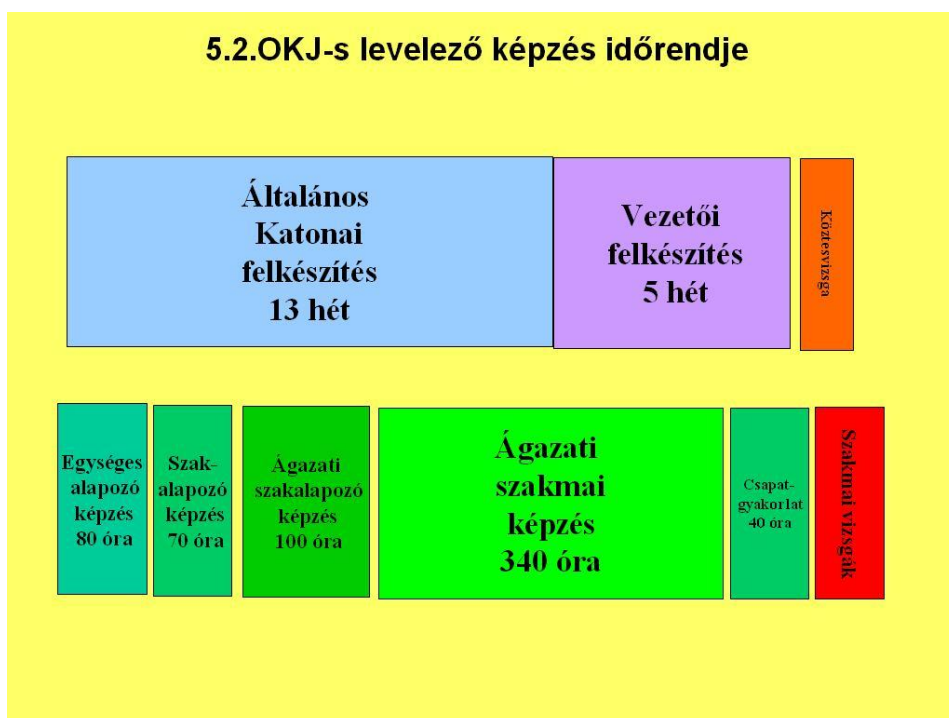 5.2.OKJ-s levelező képzés időrendje
Általános
Katonai
felkészítés
13 hét
Vezetői
felkészítés
5 hét
Köztesvizsga
Egységes
alapozó
képzés
80 óra
Szak-
alapozó
képzés
70 óra
Ágazati
szakalapozó
képzés
100 óra
Ágazati
szakmai
képzés
340 óra
Csapat-
gyakorlat
40 óra
Szakmai vizsgák